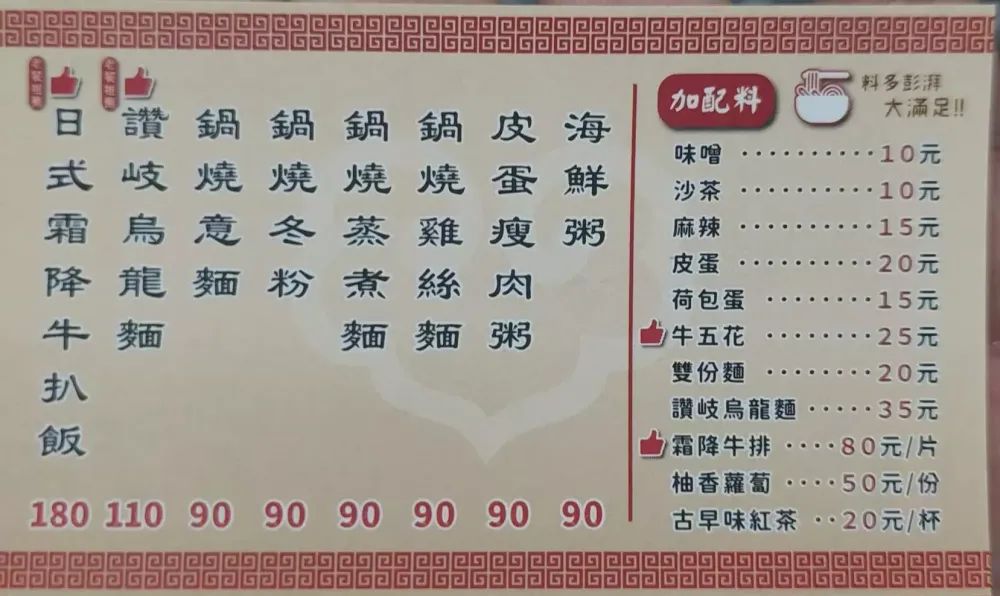 日式霜降牛扒飯
180
讚岐烏龍麵
110
鍋燒意麵
90
鍋燒冬粉
90
鍋燒蒸煮麵
90
鍋燒雞絲麵
90
皮蛋瘦肉粥
90
海鮮粥
90
加配料
料多彭湃
大滿足!!
味噌 ·········· 10元
沙茶 ·········· 10元
麻辣 ·········· 15元
皮蛋 ·········· 20元
荷包蛋 ········ 15元
牛五花 ········ 25元
雙份麵 ········ 20元
讚岐烏龍麵 ····· 35元
霜降牛排 ···· 80元/片
柚香蘿蔔 ···· 50元/份
古早味紅茶 ·· 20元/杯